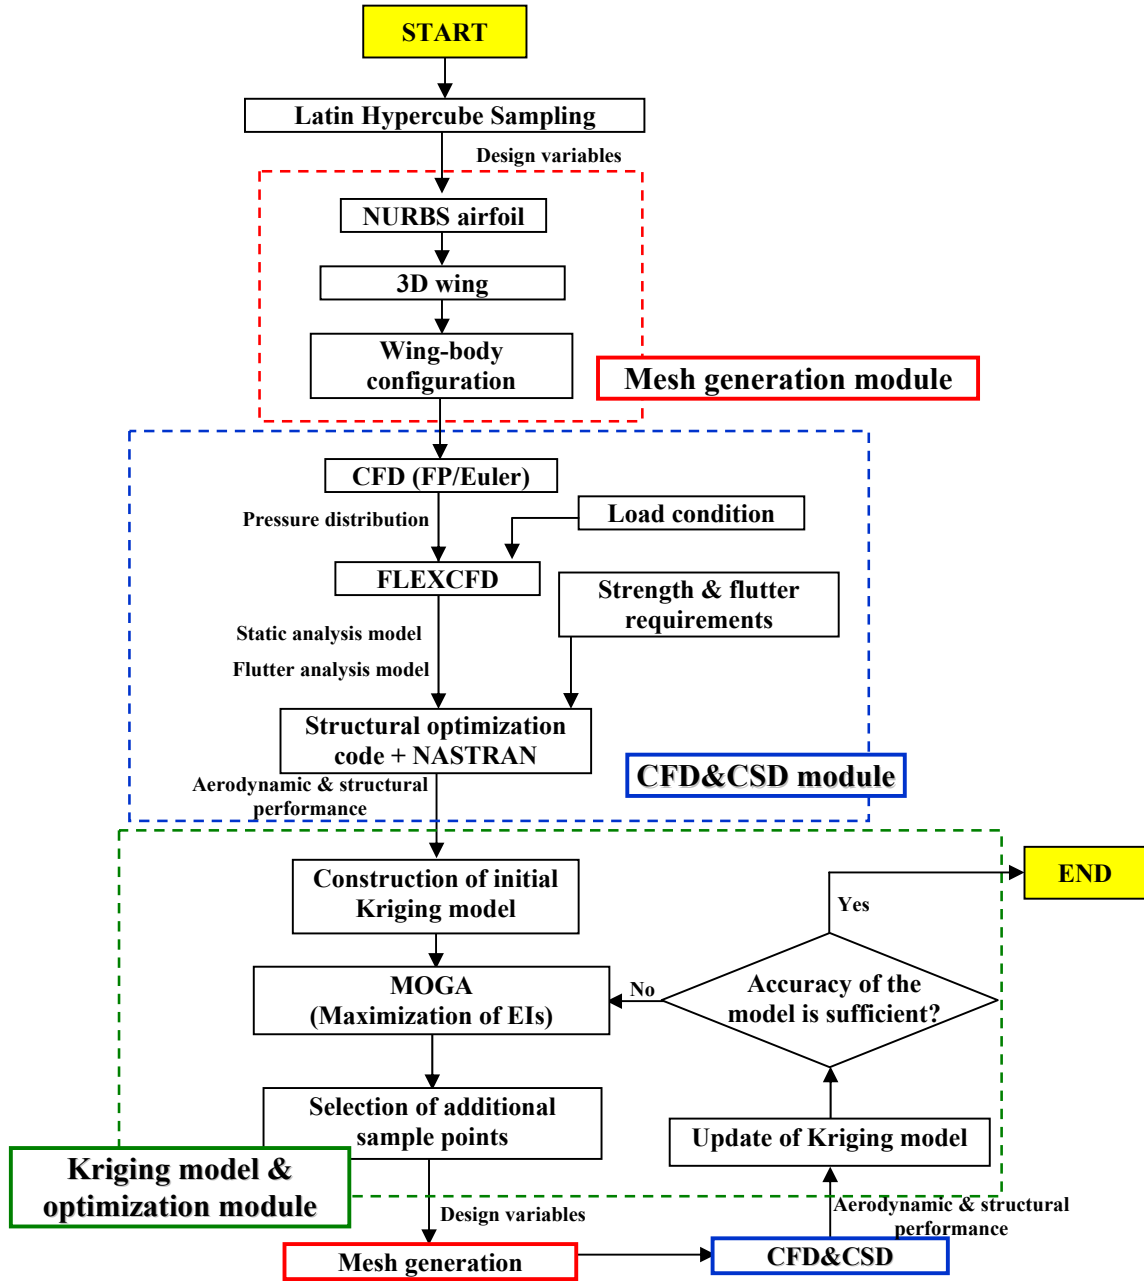 START
Latin Hypercube Sampling
Design variables
NURBS airfoil
3D wing
Wing-body
configuration
Mesh generation module
CFD (FP/Euler)
Pressure distribution
Load condition
FLEXCFD
Strength & flutter
requirements
Static analysis model
Flutter analysis model
Structural optimization
code + NASTRAN
CFD&CSD module
Aerodynamic & structural
performance
Construction of initial
Kriging model
END
Yes
MOGA
(Maximization of EIs)
No
Accuracy of the
model is sufficient?
Selection of additional
sample points
Update of Kriging model
Kriging model &
optimization module
Design variables
Aerodynamic & structural
performance
Mesh generation
CFD&CSD